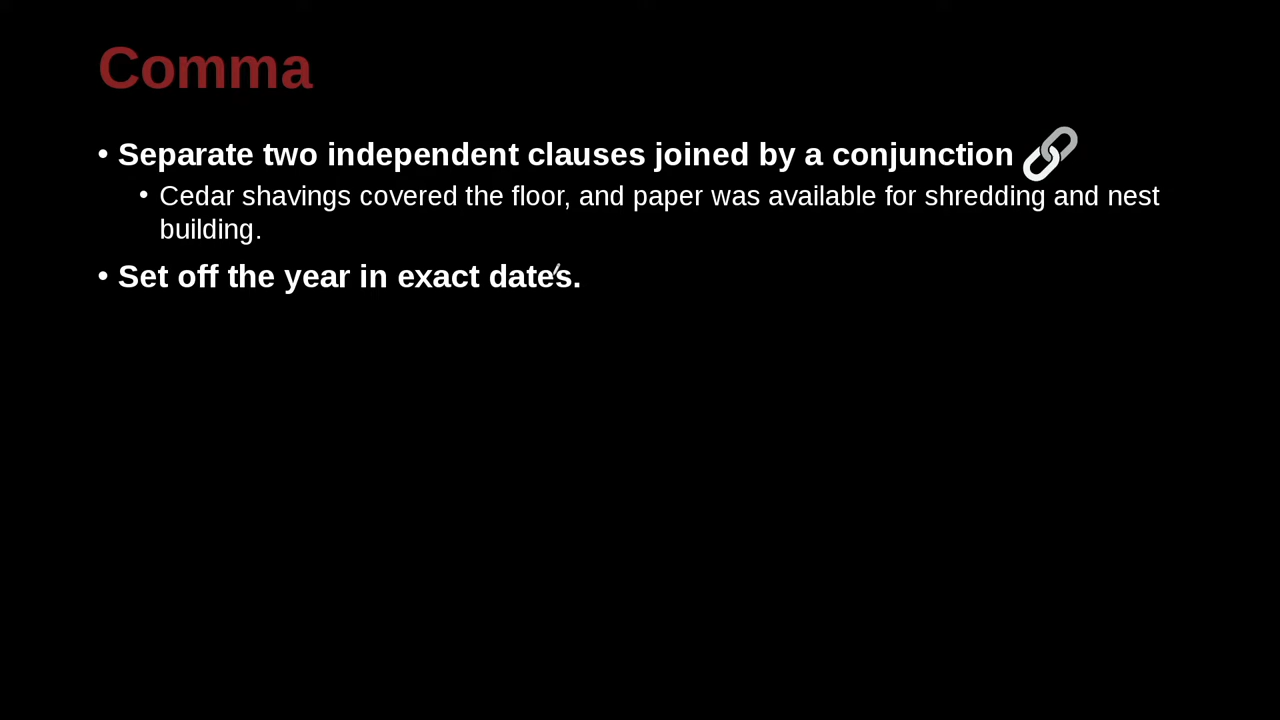 Comma
• Separate two independent clauses joined by a conjunction
• Cedar shavings covered the floor, and paper was available for shredding and nest
building.
• Set off the year in exact dates.